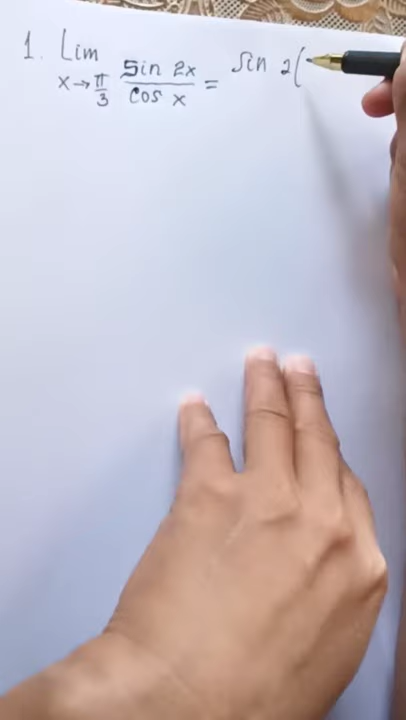 1. Lim x→π/3 sin 2x / cos x = sin 2(